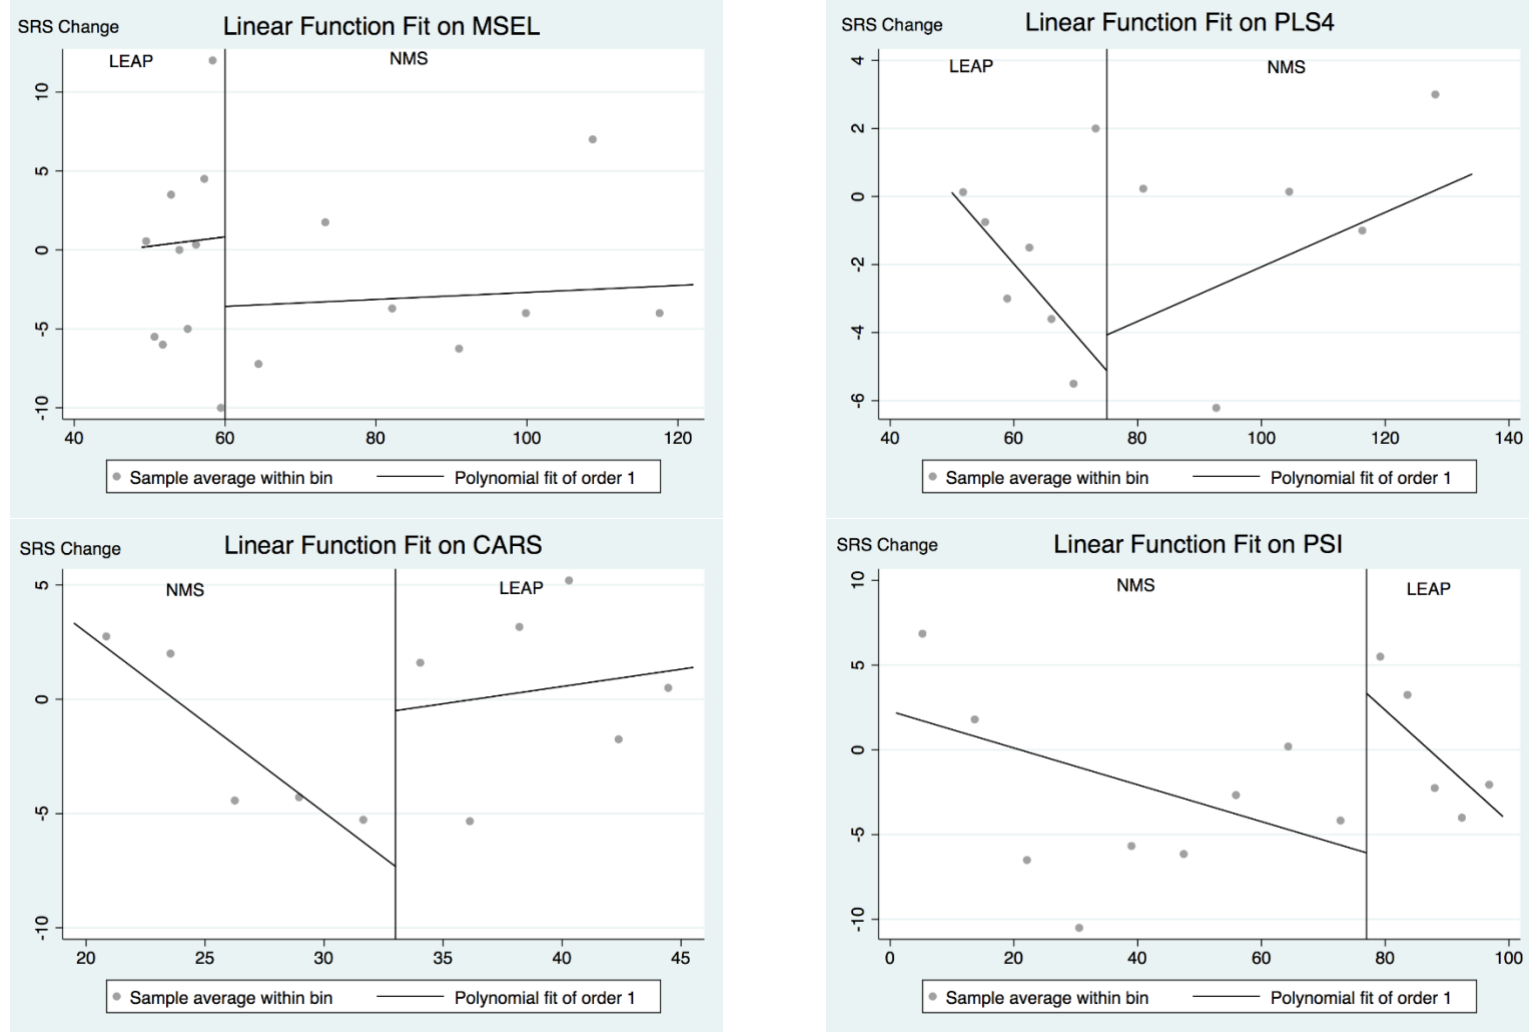 SRS Change
Linear Function Fit on MSEL
LEAP
NMS
10
5
0
-5
-10
40 60 80 100 120
Sample average within bin
Polynomial fit of order 1
SRS Change
Linear Function Fit on PLS4
LEAP
NMS
4
2
0
-2
-4
-6
40 60 80 100 120 140
Sample average within bin
Polynomial fit of order 1
SRS Change
Linear Function Fit on CARS
NMS
LEAP
5
0
-5
-10
20 25 30 35 40 45
Sample average within bin
Polynomial fit of order 1
SRS Change
Linear Function Fit on PSI
NMS
LEAP
10
5
0
-5
-10
0 20 40 60 80 100
Sample average within bin
Polynomial fit of order 1